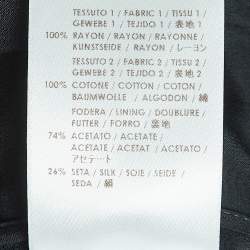 TESSUTO 1 / FABRIC 1 / TISSU 1
GEWEBE 1 / TEJIDO 1 / 表地 1
100% RAYON / RAYON / RAYONNE /
KUNSTSEIDE / RAYON / レーヨン
TESSUTO 2 / FABRIC 2 / TISSU 2
GEWEBE 2 / TEJIDO 2 / 表地 2
100% COTONE / COTTON / COTON /
BAUMWOLLE / ALGODON / 綿
FODERA / LINING / DOUBLURE /
FUTTER / FORRO / 裏地
74% ACETATO / ACETATE /
ACETATE / ACETAT / ACETATO /
アセテート
26% SETA / SILK / SOIE / SEIDE /
SEDA / 絹